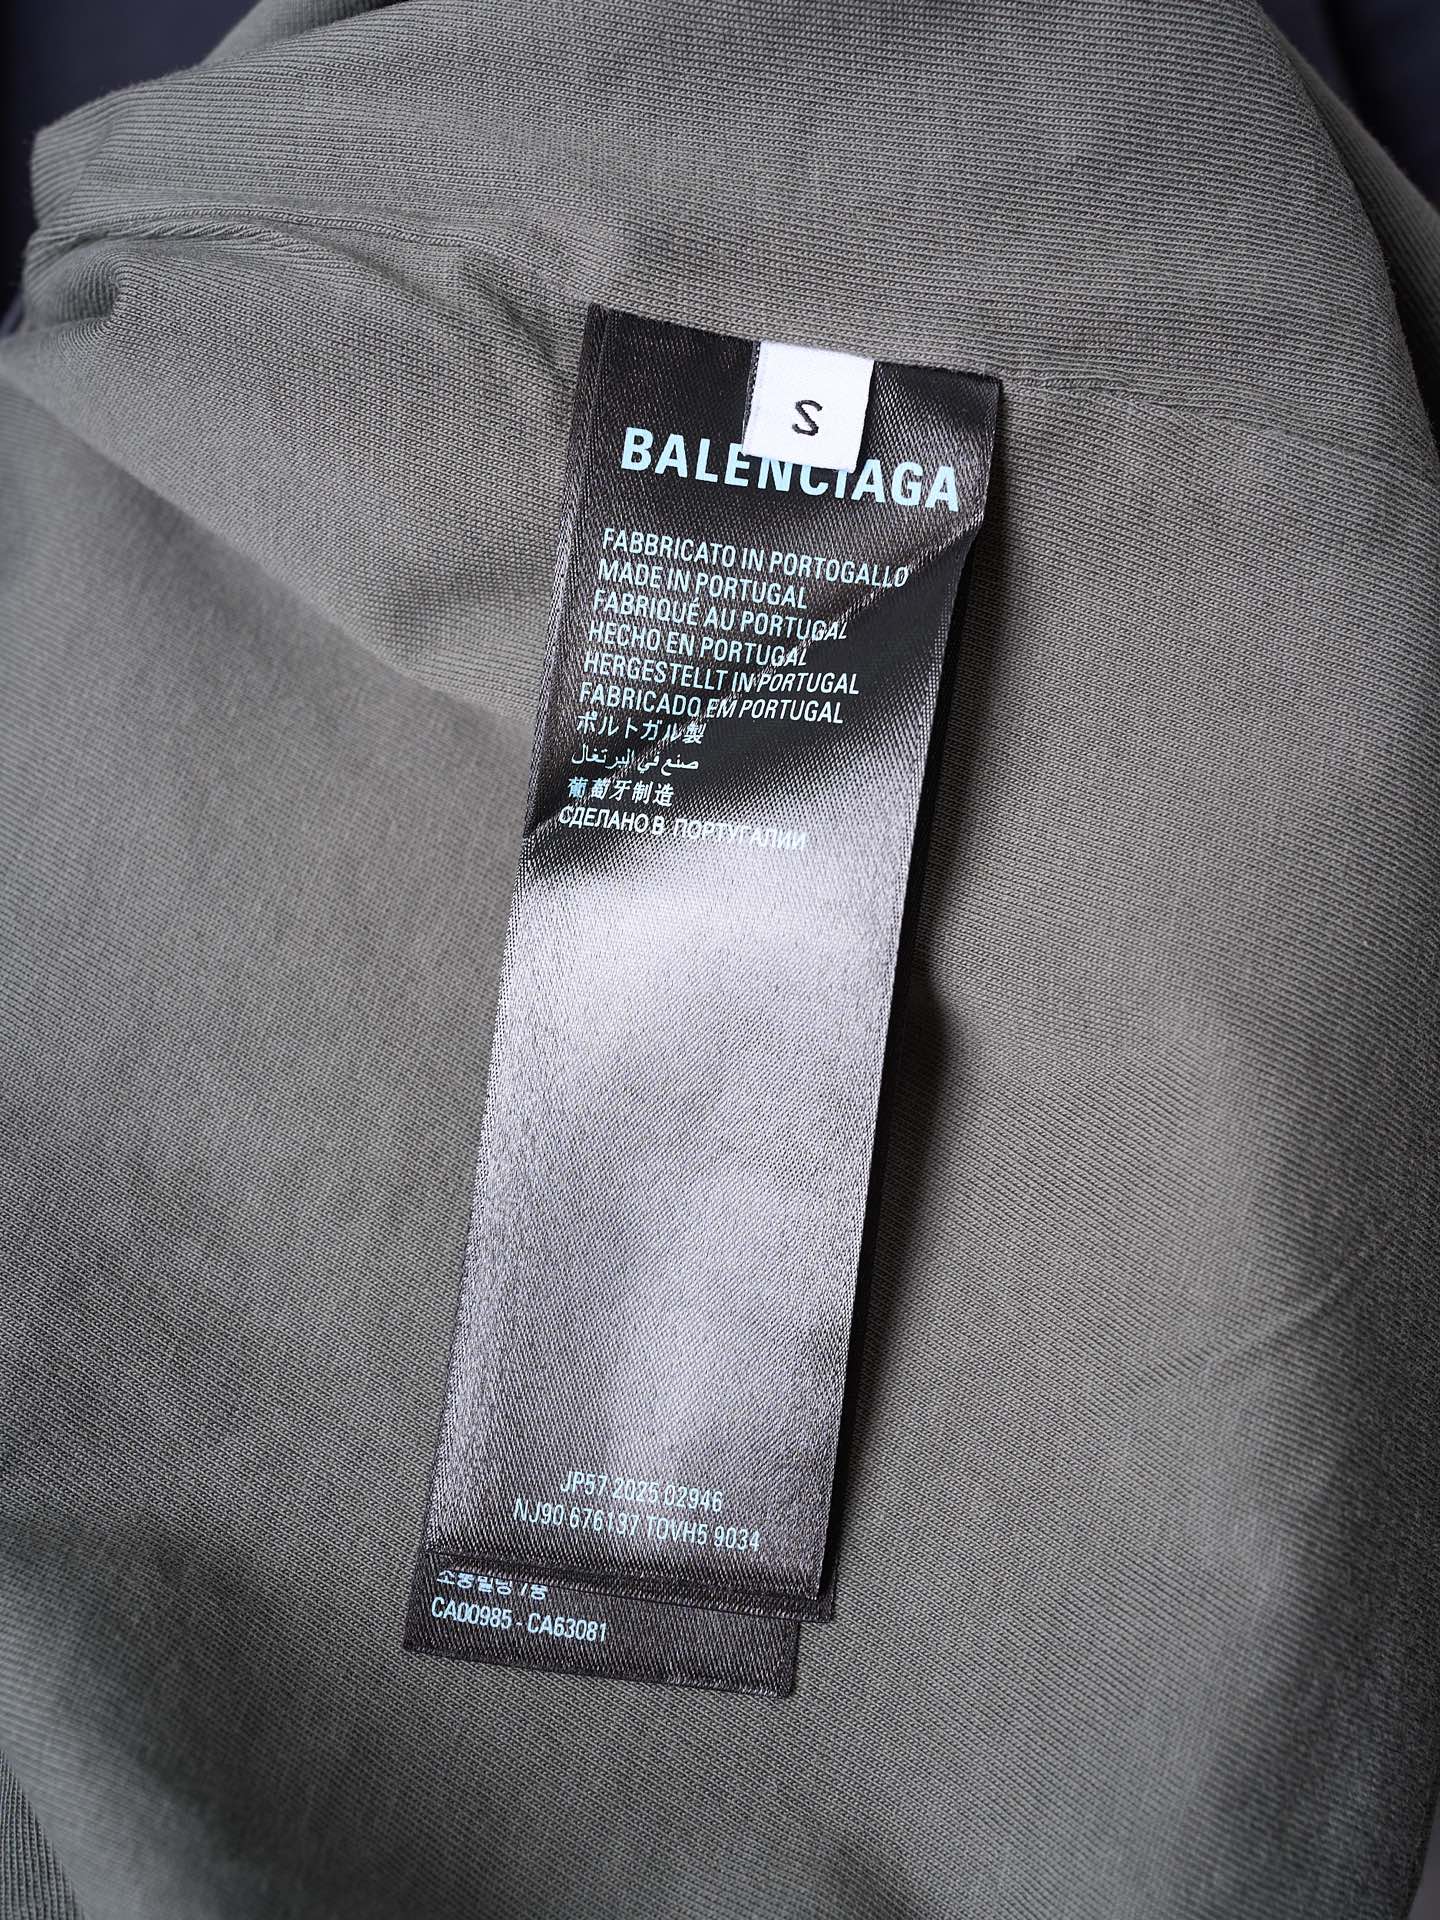 S
BALENCIAGA
FABBRICATO IN PORTOGALLO
MADE IN PORTUGAL
FABRIQUÉ AU PORTUGAL
HECHO EN PORTUGAL
HERGESTELLT IN PORTUGAL
FABRICADO EM PORTUGAL
ポルトガル製
صنع في البرتغال
葡萄牙制造
СДЕЛАНО В ПОРТУГАЛИИ
JP57 2025 02946
NJ90 676137 TOVH5 9034
CA00985 - CA63081